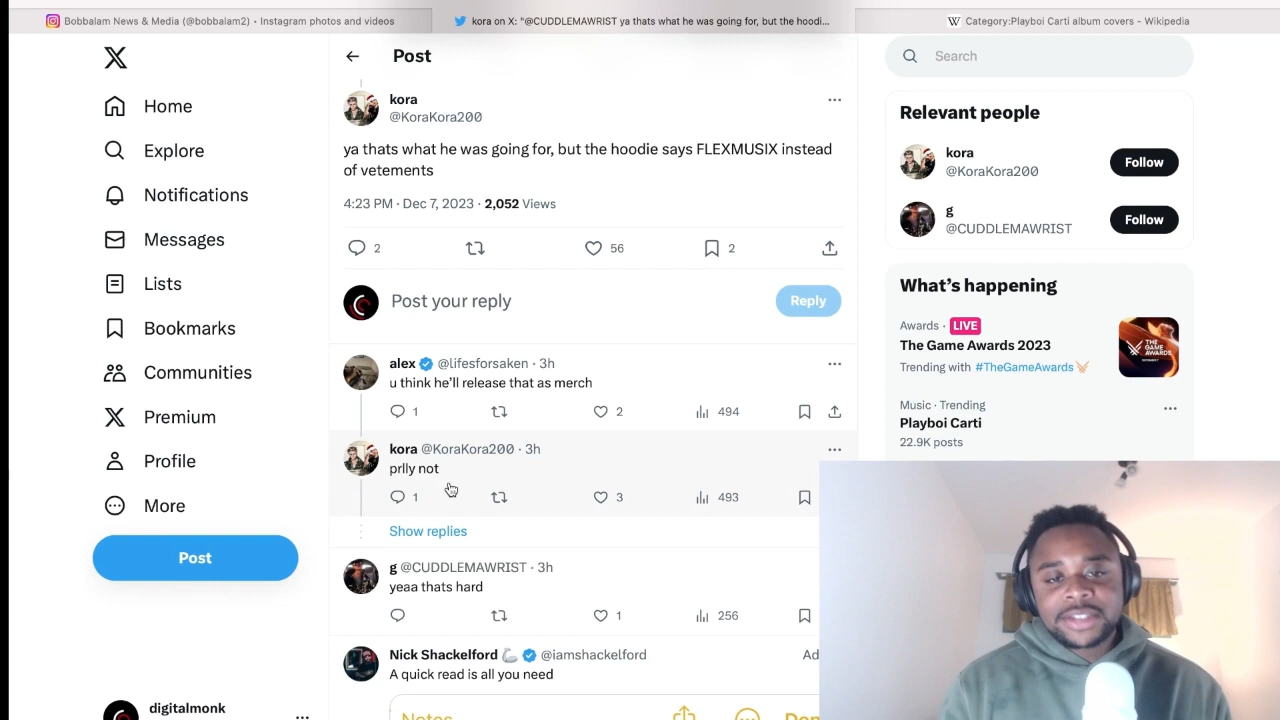 Bobbalam News & Media (@bobbalam2) • Instagram photos and videos
kora on X: "@CUDDLEMAWRIST ya thats what he was going for, but the hoodi...
Category:Playboi Carti album covers - Wikipedia
Post
Search
Home
Explore
Notifications
Messages
Lists
Bookmarks
Communities
Premium
Profile
More
Post
digitalmonk
kora
@KoraKora200
ya thats what he was going for, but the hoodie says FLEXMUSIX instead
of vetements
4:23 PM · Dec 7, 2023 · 2,052 Views
2
56
2
Post your reply
Reply
alex @lifesforsaken · 3h
u think he’ll release that as merch
1
2
494
kora @KoraKora200 · 3h
prlly not
1
3
493
Show replies
g @CUDDLEMAWRIST · 3h
yeaa thats hard
1
256
Nick Shackelford @iamshackelford
Ad
A quick read is all you need
Notes
Relevant people
kora
@KoraKora200
Follow
g
@CUDDLEMAWRIST
Follow
What’s happening
Awards · LIVE
The Game Awards 2023
Trending with #TheGameAwards
THE GAME AWARDS
Music · Trending
Playboi Carti
22.9K posts